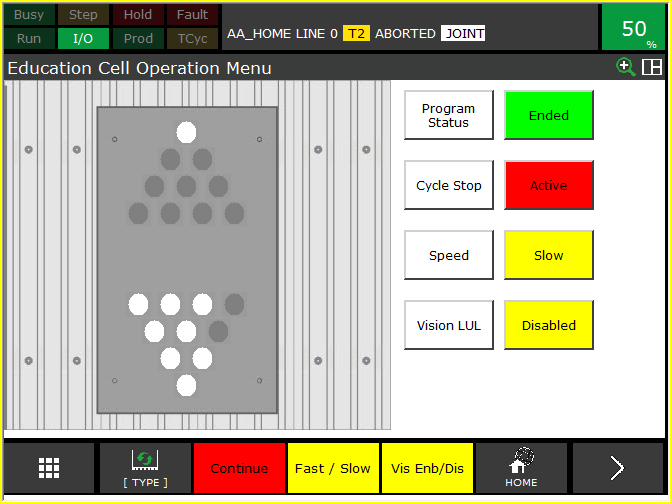 Busy Step Hold Fault
Run I/O Prod TCyc
AA_HOME LINE 0 T2 ABORTED JOINT
50
%
Education Cell Operation Menu
Program
Status
Ended
Cycle Stop
Active
Speed
Slow
Vision LUL
Disabled
[ TYPE ]
Continue
Fast / Slow
Vis Enb/Dis
HOME